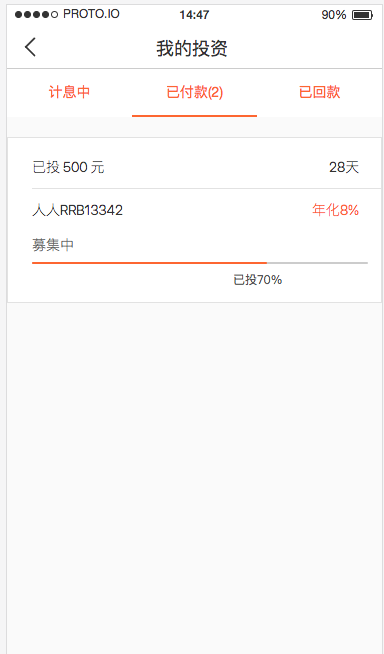 PROTO.IO 14:47 90%
我的投资
计息中 已付款(2) 已回款
已投 500 元 28天
人人RRB13342 年化8%
募集中
已投70%